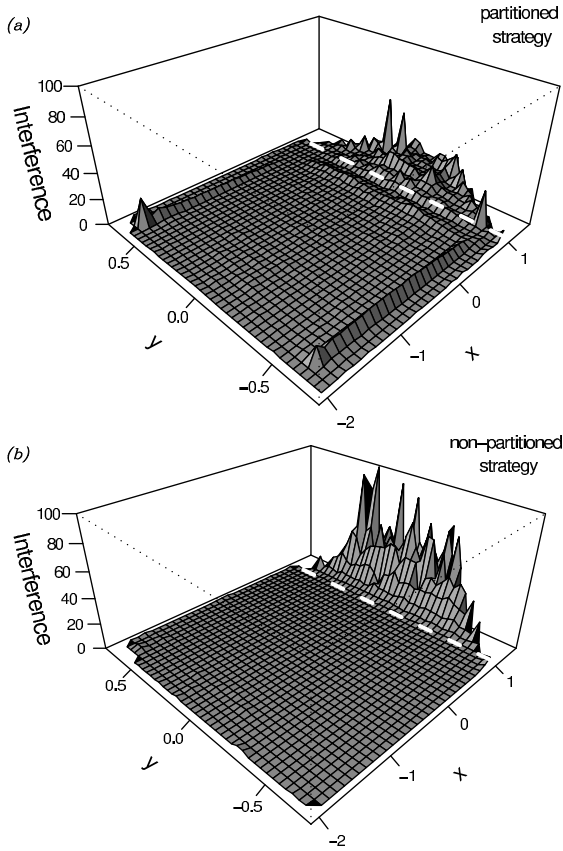 (a)
partitioned
strategy
Interference
100
80
60
40
20
0
0.5
0.0
−0.5
y
−2
−1
0
1
x
(b)
non−partitioned
strategy
Interference
100
80
60
40
20
0
0.5
0.0
−0.5
y
−2
−1
0
1
x